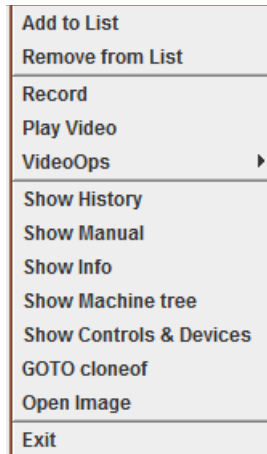 Add to List
Remove from List
Record
Play Video
VideoOps
Show History
Show Manual
Show Info
Show Machine tree
Show Controls & Devices
GOTO cloneof
Open Image
Exit